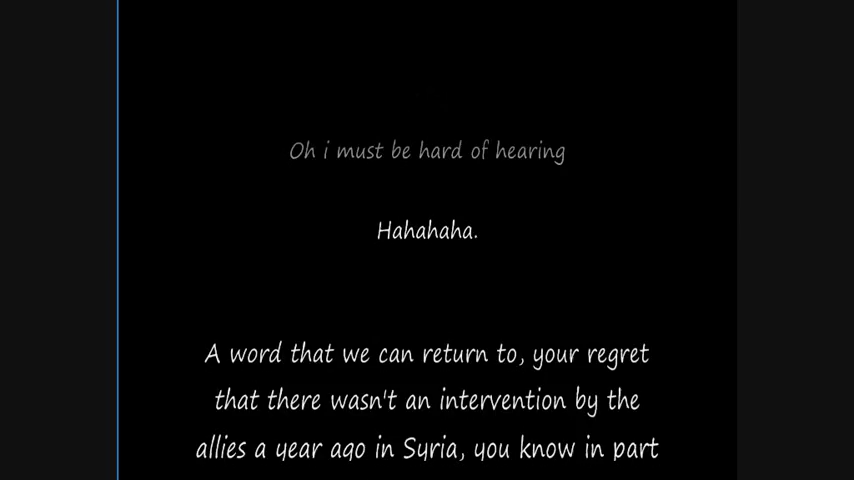 Oh i must be hard of hearing
Hahahaha.
A word that we can return to, your regret
that there wasn't an intervention by the
allies a year ago in Syria, you know in part